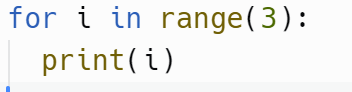 for i in range(3):
  print(i)